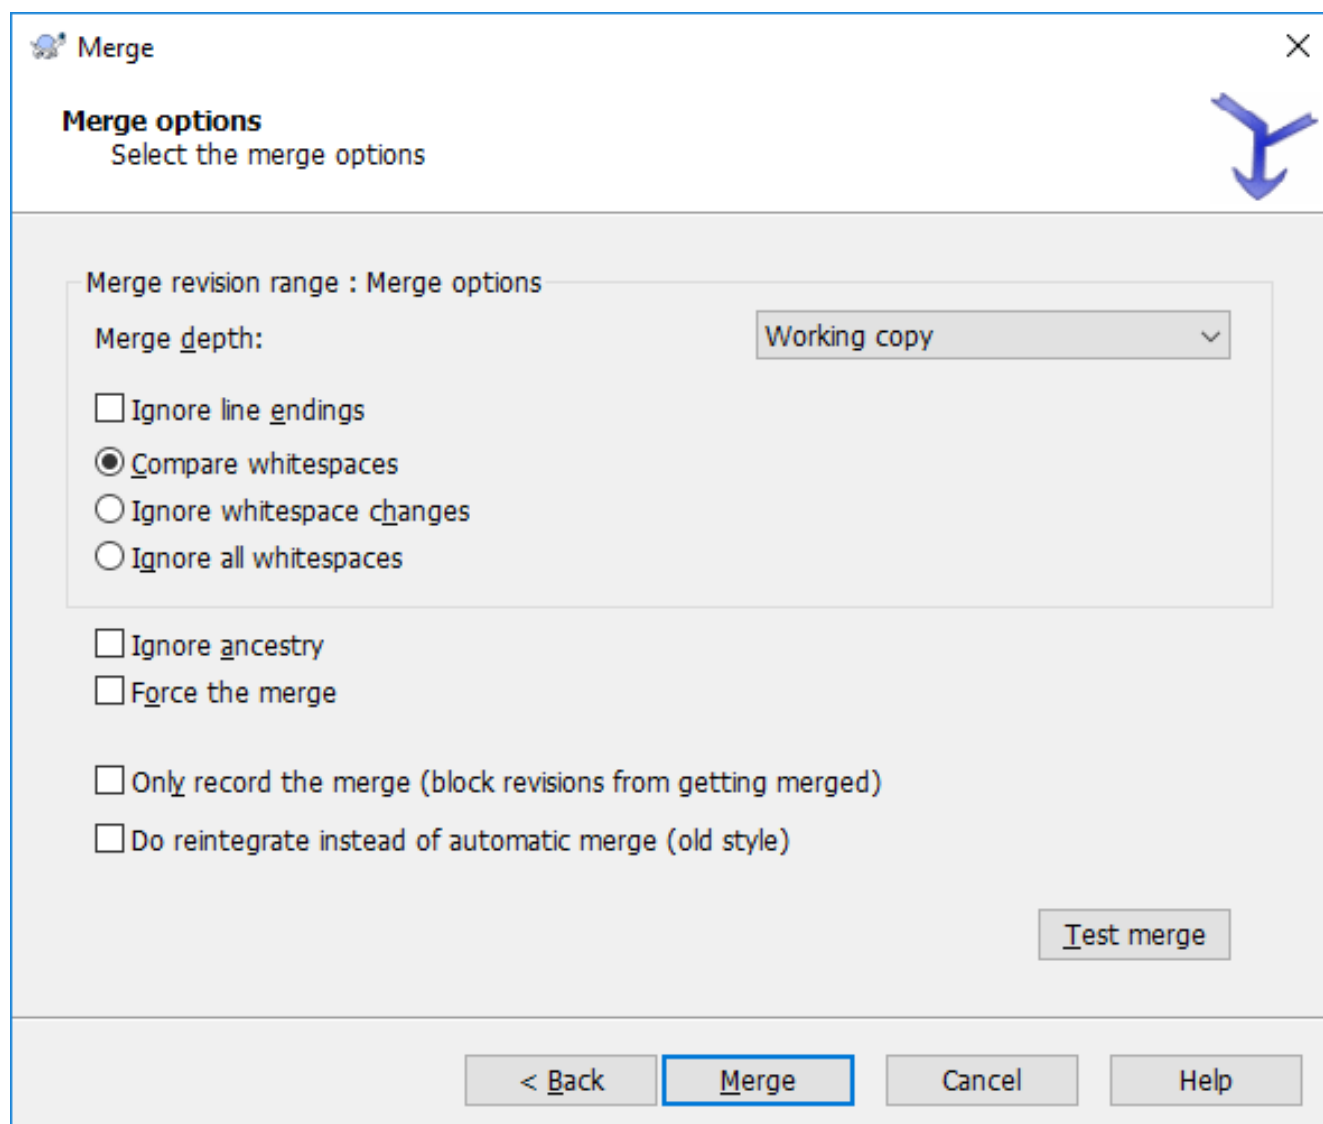 Merge
Merge options
Select the merge options
Merge revision range : Merge options
Merge depth:
Working copy
Ignore line endings
Compare whitespaces
Ignore whitespace changes
Ignore all whitespaces
Ignore ancestry
Force the merge
Only record the merge (block revisions from getting merged)
Do reintegrate instead of automatic merge (old style)
Test merge
< Back
Merge
Cancel
Help